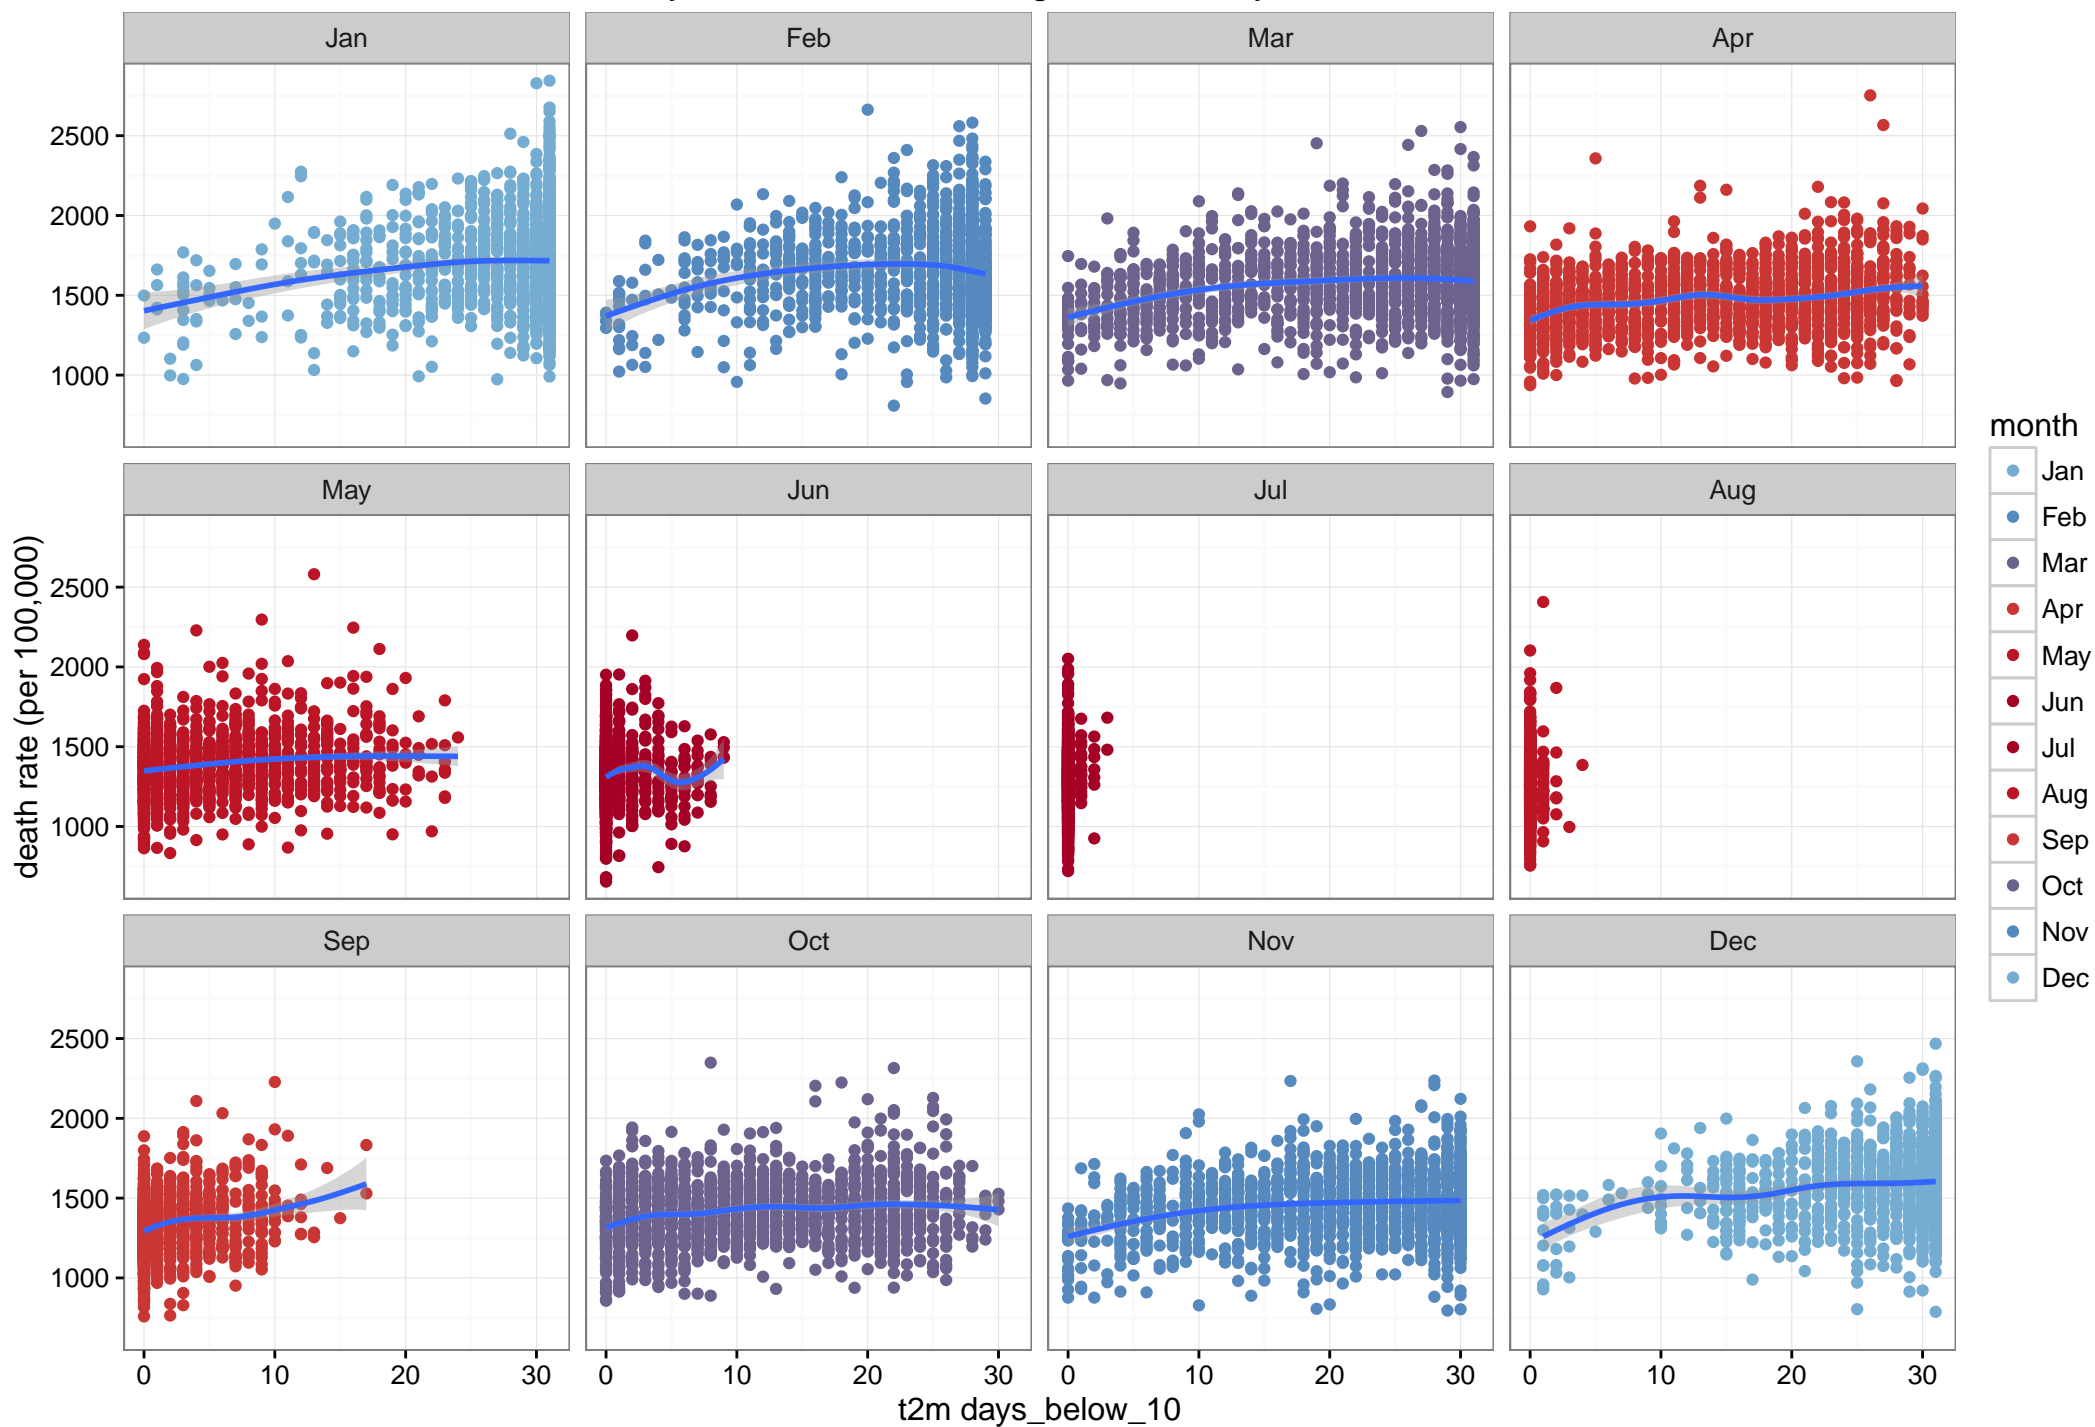 Jan Feb Mar Apr
2500
2000
1500
1000
May Jun Jul Aug
2500
2000
1500
1000
Sep Oct Nov Dec
2500
2000
1500
1000
0 10 20 30 0 10 20 30 0 10 20 30 0 10 20 30
t2m days_below_10
death rate (per 100,000)
month
Jan
Feb
Mar
Apr
May
Jun
Jul
Aug
Sep
Oct
Nov
Dec